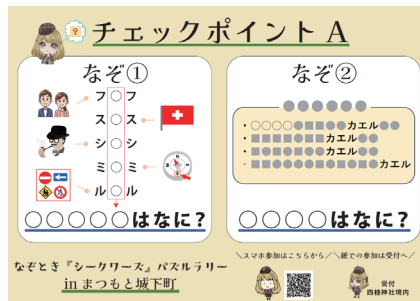 チェックポイント A
なぞ①
フ○フ
ス○ス
シ○シ
ミ○ミ
ル○ル
○○○○○はなに?
なぞ②
●●●●●●
・○○○○●■■●●カエル●●
・■■■■■■■カエル●●
・■■●●●●●カエル●●
・■■■■●●■●●●●カエル
○○○○はなに?
なぞとき『シークワーズ』パズルラリー
in まつもと城下町
＼スマホ参加はこちらから／
＼紙での参加は受付へ／
受付
四柱神社境内